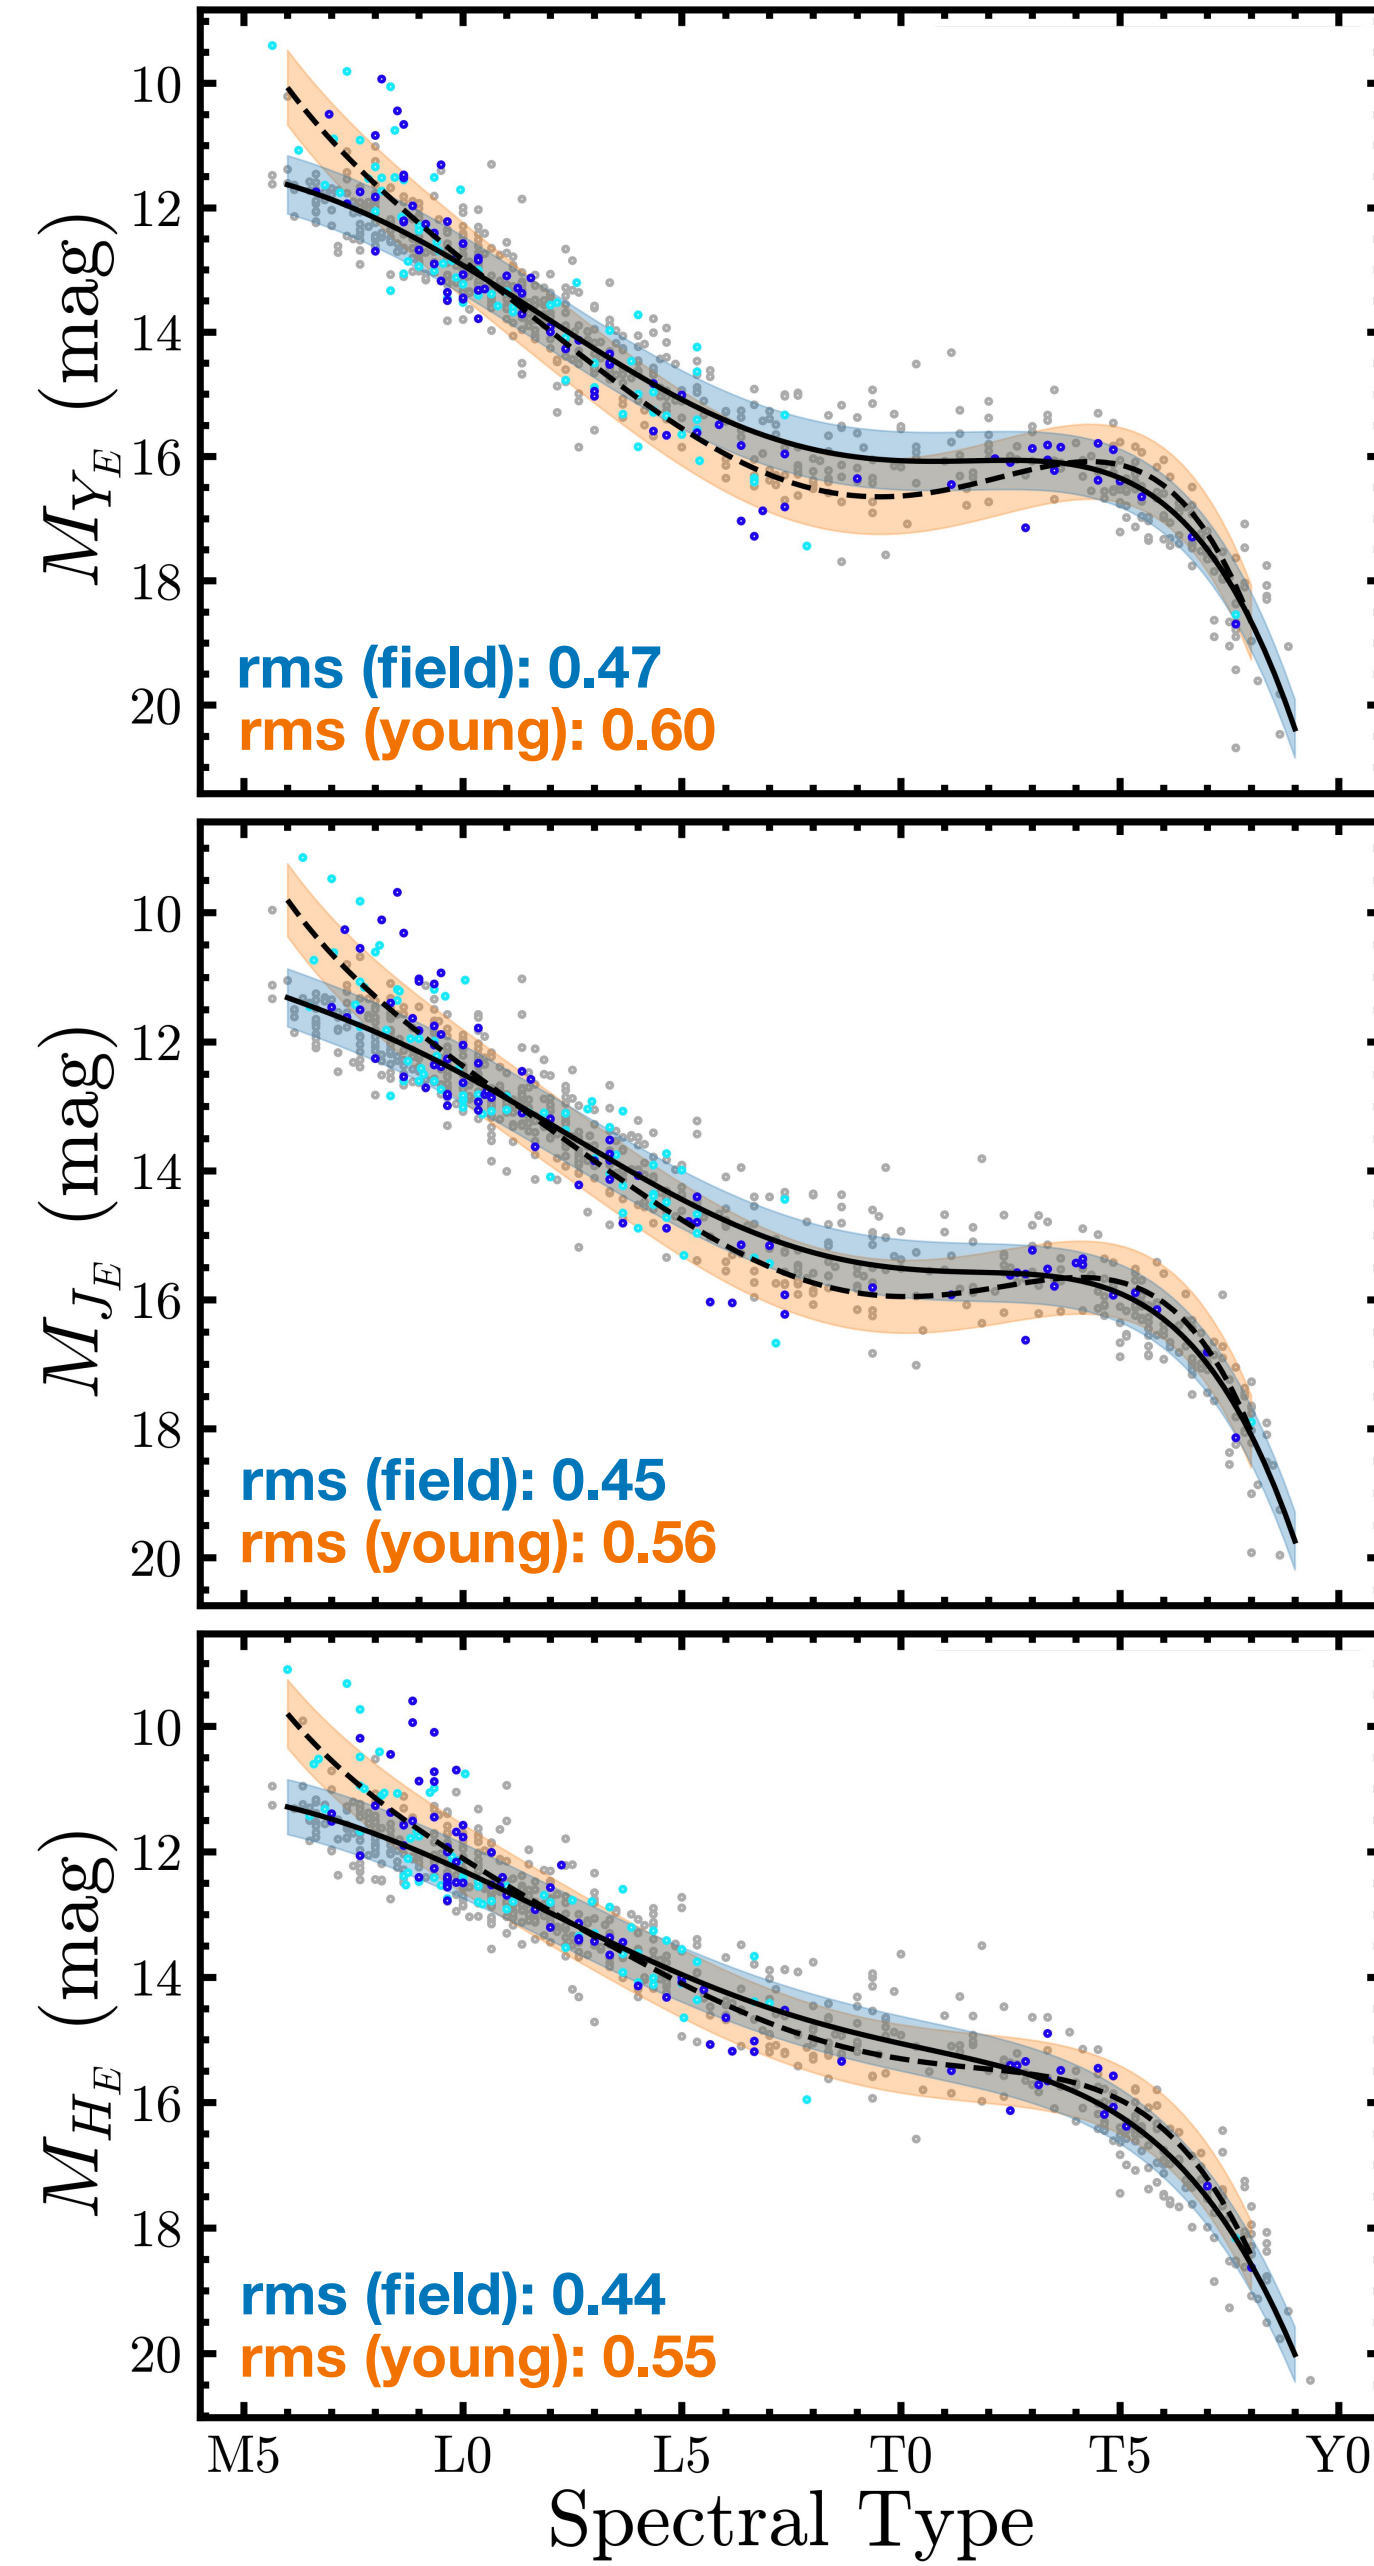 10
12
14
16
18
20
M_{Y_E} (mag)
rms (field): 0.47
rms (young): 0.60
10
12
14
16
18
20
M_{J_E} (mag)
rms (field): 0.45
rms (young): 0.56
10
12
14
16
18
20
M_{H_E} (mag)
rms (field): 0.44
rms (young): 0.55
M5 L0 L5 T0 T5 Y0
Spectral Type